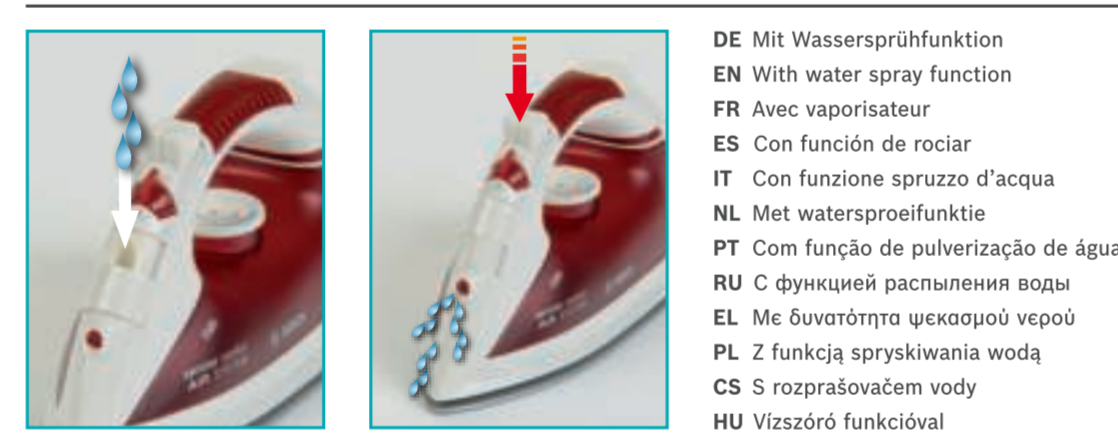 DE Mit Wassersprühfunktion
EN With water spray function
FR Avec vaporisateur
ES Con función de rociar
IT Con funzione spruzzo d’acqua
NL Met watersproeifunktie
PT Com função de pulverização de água
RU С функцией распыления воды
EL Με δυνατότητα ψεκασμού νερού
PL Z funkcją spryskiwania wodą
CS S rozprašovačem vody
HU Vízszóró funkcióval